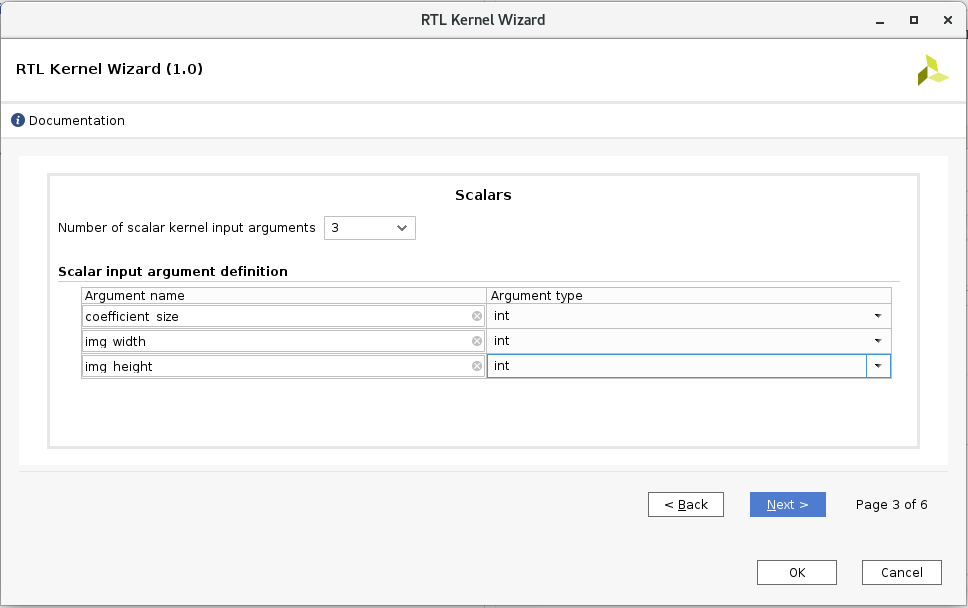 RTL Kernel Wizard
RTL Kernel Wizard (1.0)
Documentation
Scalars
Number of scalar kernel input arguments 3
Scalar input argument definition
Argument name Argument type
coefficient_size int
img_width int
img_height int
< Back Next > Page 3 of 6
OK Cancel